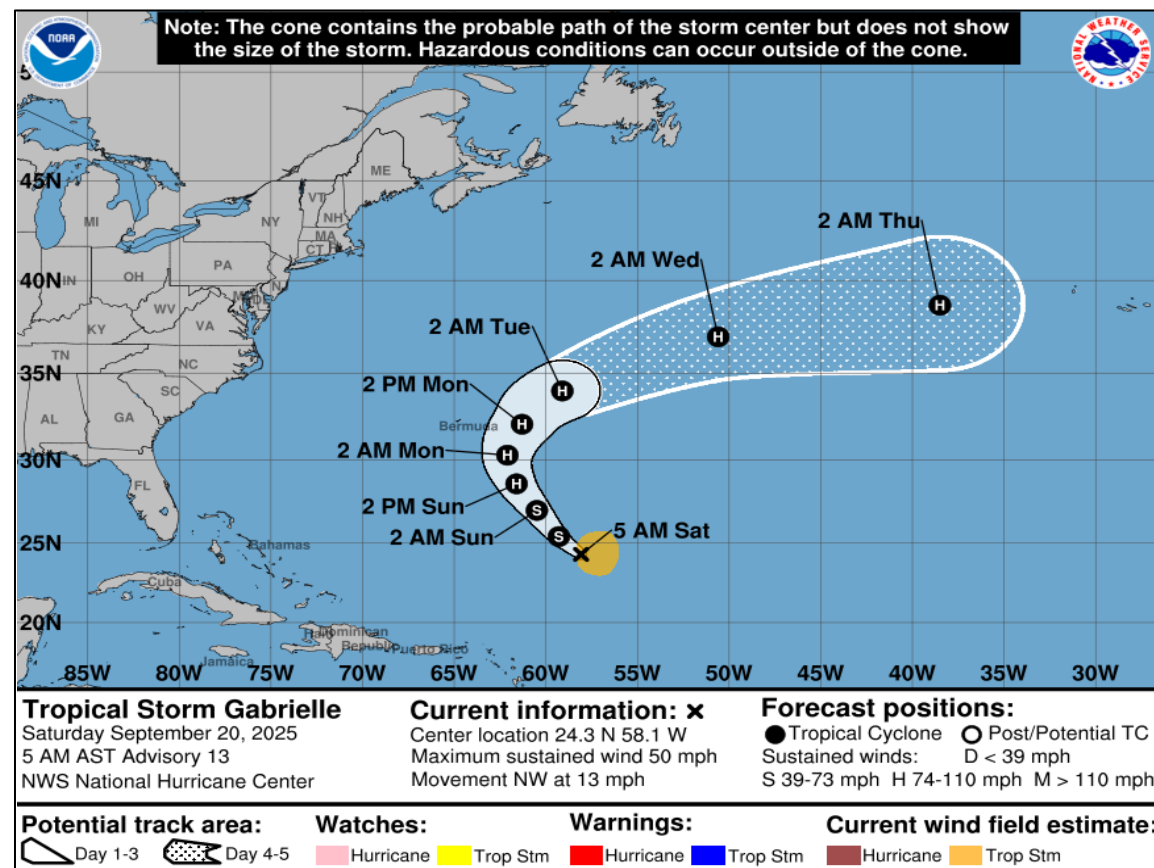 Note: The cone contains the probable path of the storm center but does not show
the size of the storm. Hazardous conditions can occur outside of the cone.
NOAA
NATIONAL WEATHER SERVICE
ME
45N
VT
MI
NH
NY
MA
2 AM Thu
CT
2 AM Wed
PA
40N
IN
OH
WV
2 AM Tue
KY
VA
TN
NC
35N
2 PM Mon
SC
AL
GA
Bermuda
2 AM Mon
30N
FL
2 PM Sun
2 AM Sun
5 AM Sat
25N
Bahamas
Cuba
20N
Dominican
Republic
Puerto Rico
Jamaica
H
H
H
H
H
H
S
S
85W 80W 75W 70W 65W 60W 55W 50W 45W 40W 35W 30W
Tropical Storm Gabrielle
Saturday September 20, 2025
5 AM AST Advisory 13
NWS National Hurricane Center
Current information: x
Center location 24.3 N 58.1 W
Maximum sustained wind 50 mph
Movement NW at 13 mph
Forecast positions:
Tropical Cyclone Post/Potential TC
Sustained winds: D < 39 mph
S 39-73 mph H 74-110 mph M > 110 mph
Potential track area:
Day 1-3 Day 4-5
Watches:
Hurricane Trop Stm
Warnings:
Hurricane Trop Stm
Current wind field estimate:
Hurricane Trop Stm